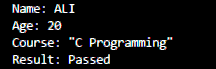 Name: ALI
Age: 20
Course: "C Programming"
Result: Passed